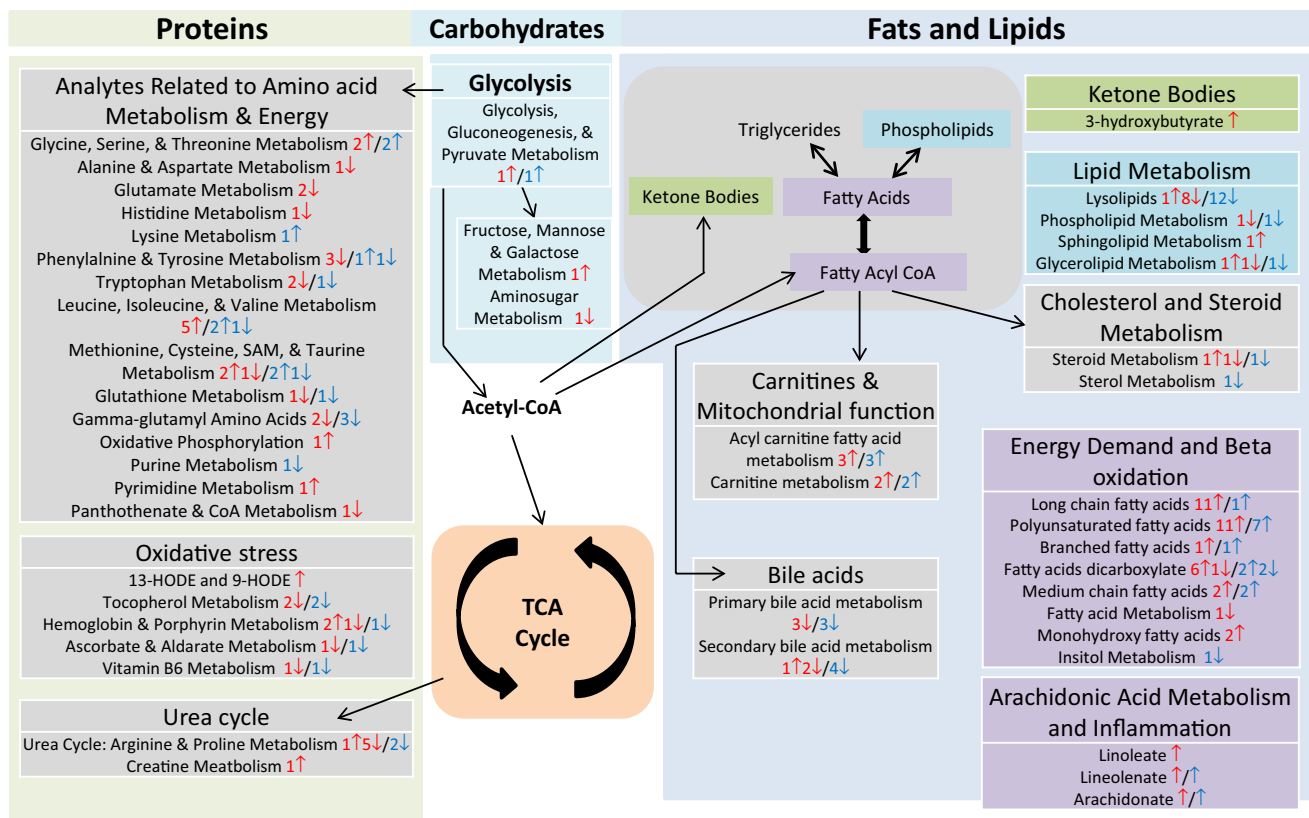 Proteins
Carbohydrates
Fats and Lipids
Analytes Related to Amino acid
Metabolism & Energy
Glycine, Serine, & Threonine Metabolism 2↑/2↑
Alanine & Aspartate Metabolism 1↓
Glutamate Metabolism 2↓
Histidine Metabolism 1↓
Lysine Metabolism 1↑
Phenylalnine & Tyrosine Metabolism 3↓/1↑1↓
Tryptophan Metabolism 2↓/1↓
Leucine, Isoleucine, & Valine Metabolism
5↑/2↑1↓
Methionine, Cysteine, SAM, & Taurine
Metabolism 2↑1↓/2↑1↓
Glutathione Metabolism 1↓/1↓
Gamma-glutamyl Amino Acids 2↓/3↓
Oxidative Phosphorylation 1↑
Purine Metabolism 1↓
Pyrimidine Metabolism 1↑
Panthothenate & CoA Metabolism 1↓
Oxidative stress
13-HODE and 9-HODE ↑
Tocopherol Metabolism 2↓/2↓
Hemoglobin & Porphyrin Metabolism 2↑1↓/1↓
Ascorbate & Aldarate Metabolism 1↓/1↓
Vitamin B6 Metabolism 1↓/1↓
Urea cycle
Urea Cycle: Arginine & Proline Metabolism 1↑5↓/2↓
Creatine Meatbolism 1↑
Glycolysis
Glycolysis,
Gluconeogenesis, &
Pyruvate Metabolism
1↑/1↑
Fructose, Mannose
& Galactose
Metabolism 1↑
Aminosugar
Metabolism 1↓
Acetyl-CoA
TCA
Cycle
Triglycerides
Phospholipids
Ketone Bodies
Fatty Acids
Fatty Acyl CoA
Carnitines &
Mitochondrial function
Acyl carnitine fatty acid
metabolism 3↑/3↑
Carnitine metabolism 2↑/2↑
Bile acids
Primary bile acid metabolism
3↓/3↓
Secondary bile acid metabolism
1↑2↓/4↓
Ketone Bodies
3-hydroxybutyrate ↑
Lipid Metabolism
Lysolipids 1↑8↓/12↓
Phospholipid Metabolism 1↓/1↓
Sphingolipid Metabolism 1↑
Glycerolipid Metabolism 1↑1↓/1↓
Cholesterol and Steroid
Metabolism
Steroid Metabolism 1↑1↓/1↓
Sterol Metabolism 1↓
Energy Demand and Beta
oxidation
Long chain fatty acids 11↑/1↑
Polyunsaturated fatty acids 11↑/7↑
Branched fatty acids 1↑/1↑
Fatty acids dicarboxylate 6↑1↓/2↑2↓
Medium chain fatty acids 2↑/2↑
Fatty acid Metabolism 1↓
Monohydroxy fatty acids 2↑
Insitol Metabolism 1↓
Arachidonic Acid Metabolism
and Inflammation
Linoleate ↑
Lineolenate ↑/↑
Arachidonate ↑/↑